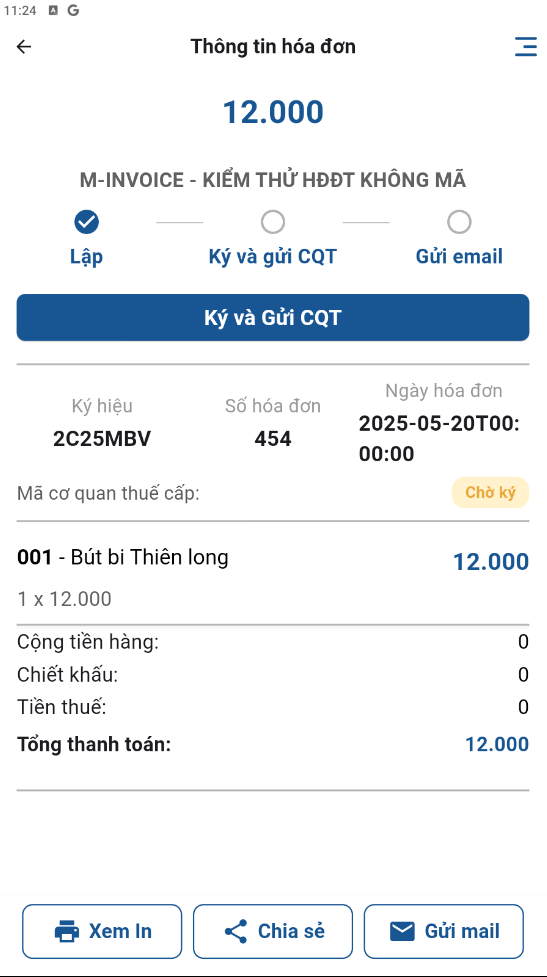 11:24
Thông tin hóa đơn
12.000
M-INVOICE - KIỂM THỬ HĐĐT KHÔNG MÃ
Lập
Ký và gửi CQT
Gửi email
Ký và Gửi CQT
Ký hiệu
2C25MBV
Số hóa đơn
454
Ngày hóa đơn
2025-05-20T00:
00:00
Mã cơ quan thuế cấp:
Chờ ký
001 - Bút bi Thiên long
12.000
1 x 12.000
Cộng tiền hàng: 0
Chiết khấu: 0
Tiền thuế: 0
Tổng thanh toán: 12.000
Xem In
Chia sẻ
Gửi mail